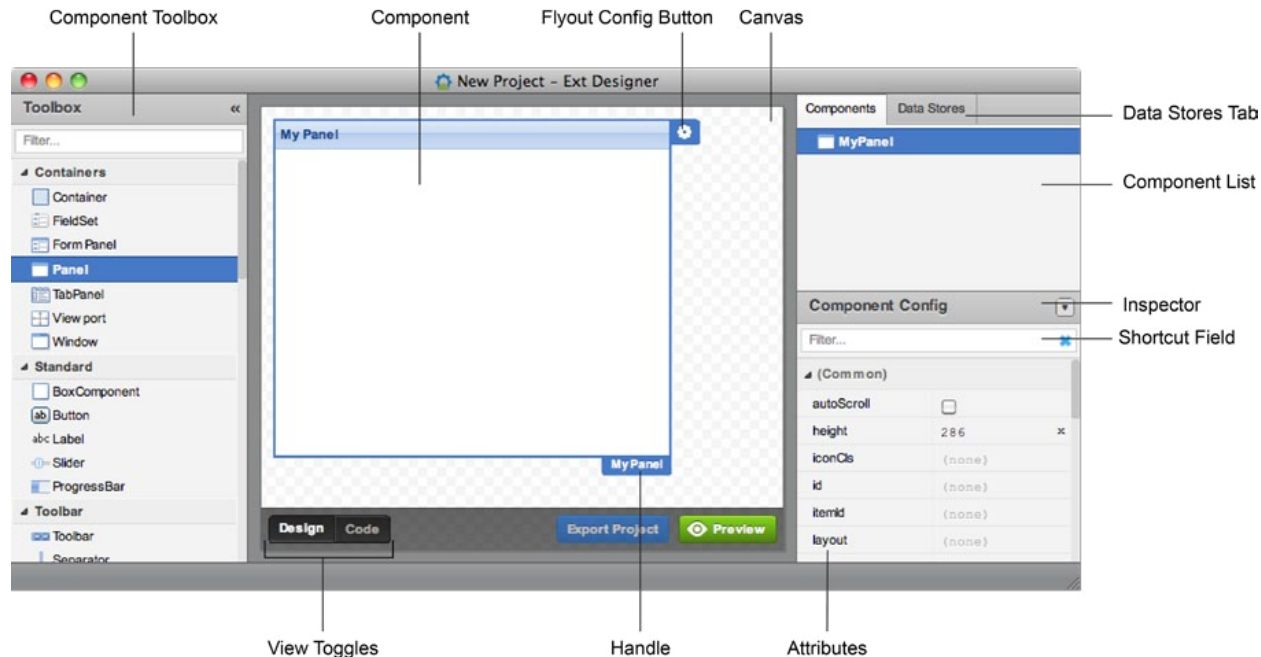 Component Toolbox
Component
Flyout Config Button
Canvas
New Project – Ext Designer
Toolbox
«
Filter...
Containers
Container
FieldSet
Form Panel
Panel
TabPanel
Viewport
Window
Standard
BoxComponent
ab Button
abc Label
Slider
ProgressBar
Toolbar
Toolbar
Separator
My Panel
MyPanel
Design
Code
Export Project
Preview
Components
Data Stores
MyPanel
Component Config
Filter...
(Common)
autoScroll
height 286 x
iconCls (none)
id (none)
itemId (none)
layout (none)
Data Stores Tab
Component List
Inspector
Shortcut Field
View Toggles
Handle
Attributes